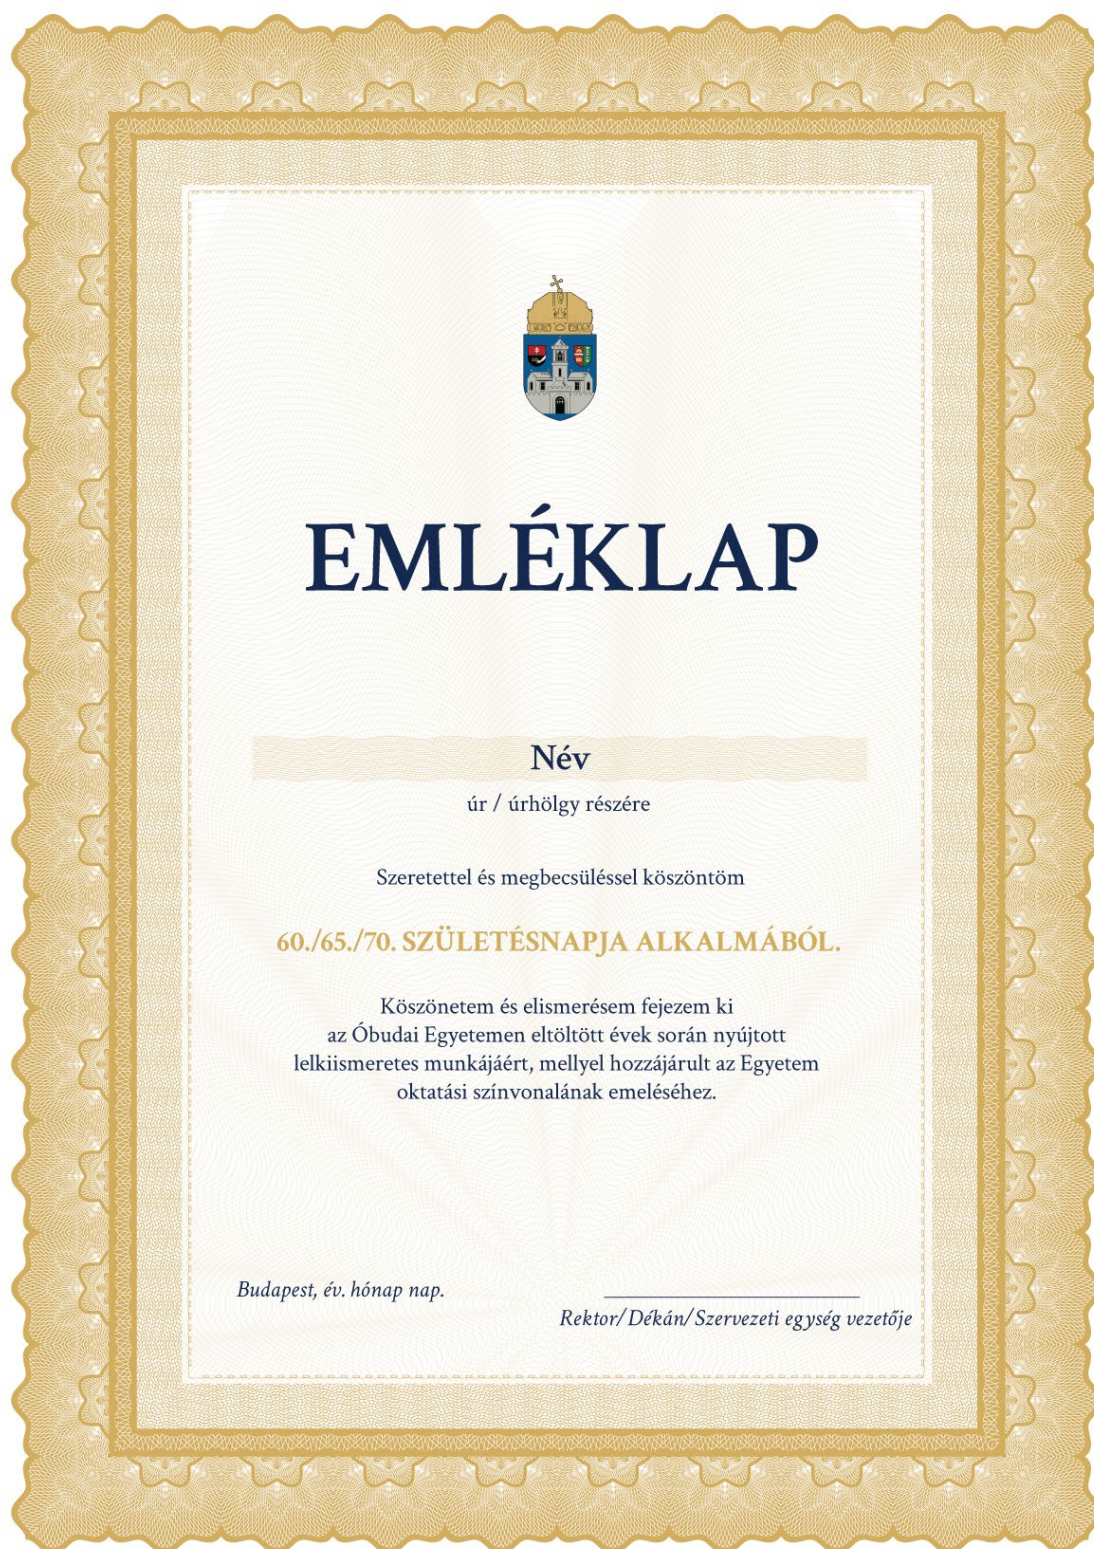 EMLÉKLAP
Név
úr / úrhölgy részére
Szeretettel és megbecsüléssel köszöntöm
60./65./70. SZÜLETÉSNAPJA ALKALMÁBÓL.
Köszönetem és elismerésem fejezem ki
az Óbudai Egyetemen eltöltött évek során nyújtott
lelkiismeretes munkájáért, mellyel hozzájárult az Egyetem
oktatási színvonalának emeléséhez.
Budapest, év. hónap nap.
Rektor/Dékán/Szervezeti egység vezetője